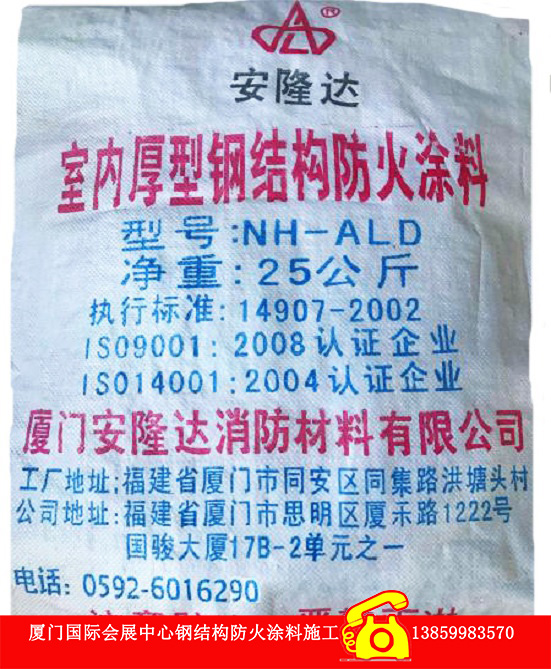 ALD®
安隆达
室内厚型钢结构防火涂料
型号:NH-ALD
净重:25公斤
执行标准:14907-2002
ISO9001:2008认证企业
ISO14001:2004认证企业
厦门安隆达消防材料有限公司
工厂地址:福建省厦门市同安区同集路洪塘头村
公司地址:福建省厦门市思明区厦禾路1222号
国骏大厦17B-2单元之一
电话:0592-6016290
厦门国际会展中心钢结构防火涂料施工 13859983570